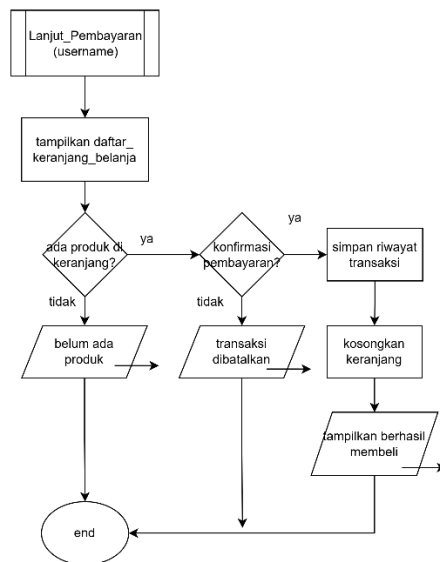 Lanjut_Pembayaran
(username)
tampilkan daftar_
keranjang_belanja
ada produk di
keranjang?
ya
konfirmasi
pembayaran?
ya
simpan riwayat
transaksi
tidak
tidak
belum ada
produk
transaksi
dibatalkan
kosongkan
keranjang
tampilkan berhasil
membeli
end